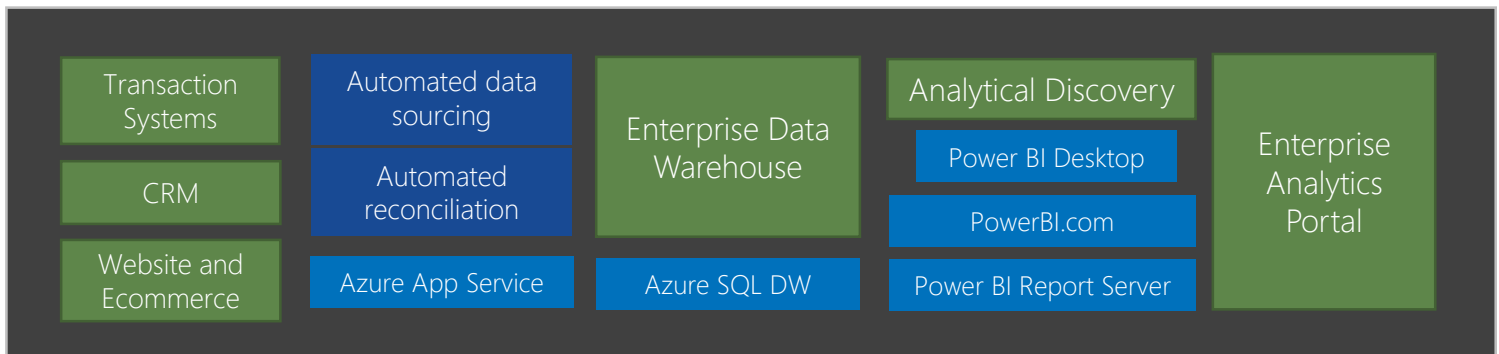 Transaction
Systems
CRM
Website and
Ecommerce
Automated data
sourcing
Automated
reconciliation
Azure App Service
Enterprise Data
Warehouse
Azure SQL DW
Analytical Discovery
Power BI Desktop
PowerBI.com
Power BI Report Server
Enterprise
Analytics
Portal